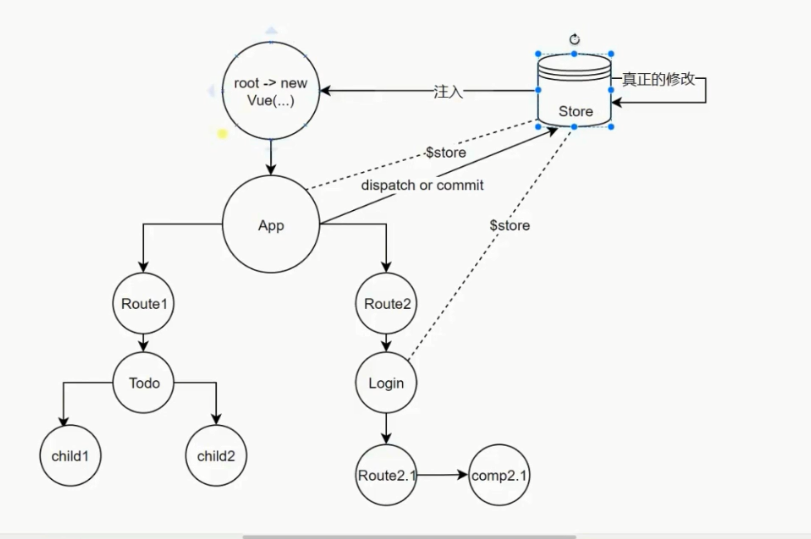 root -> new
Vue(...)
注入
真正的修改
Store
$store
dispatch or commit
App
$store
Route1
Route2
Todo
Login
child1
child2
Route2.1
comp2.1